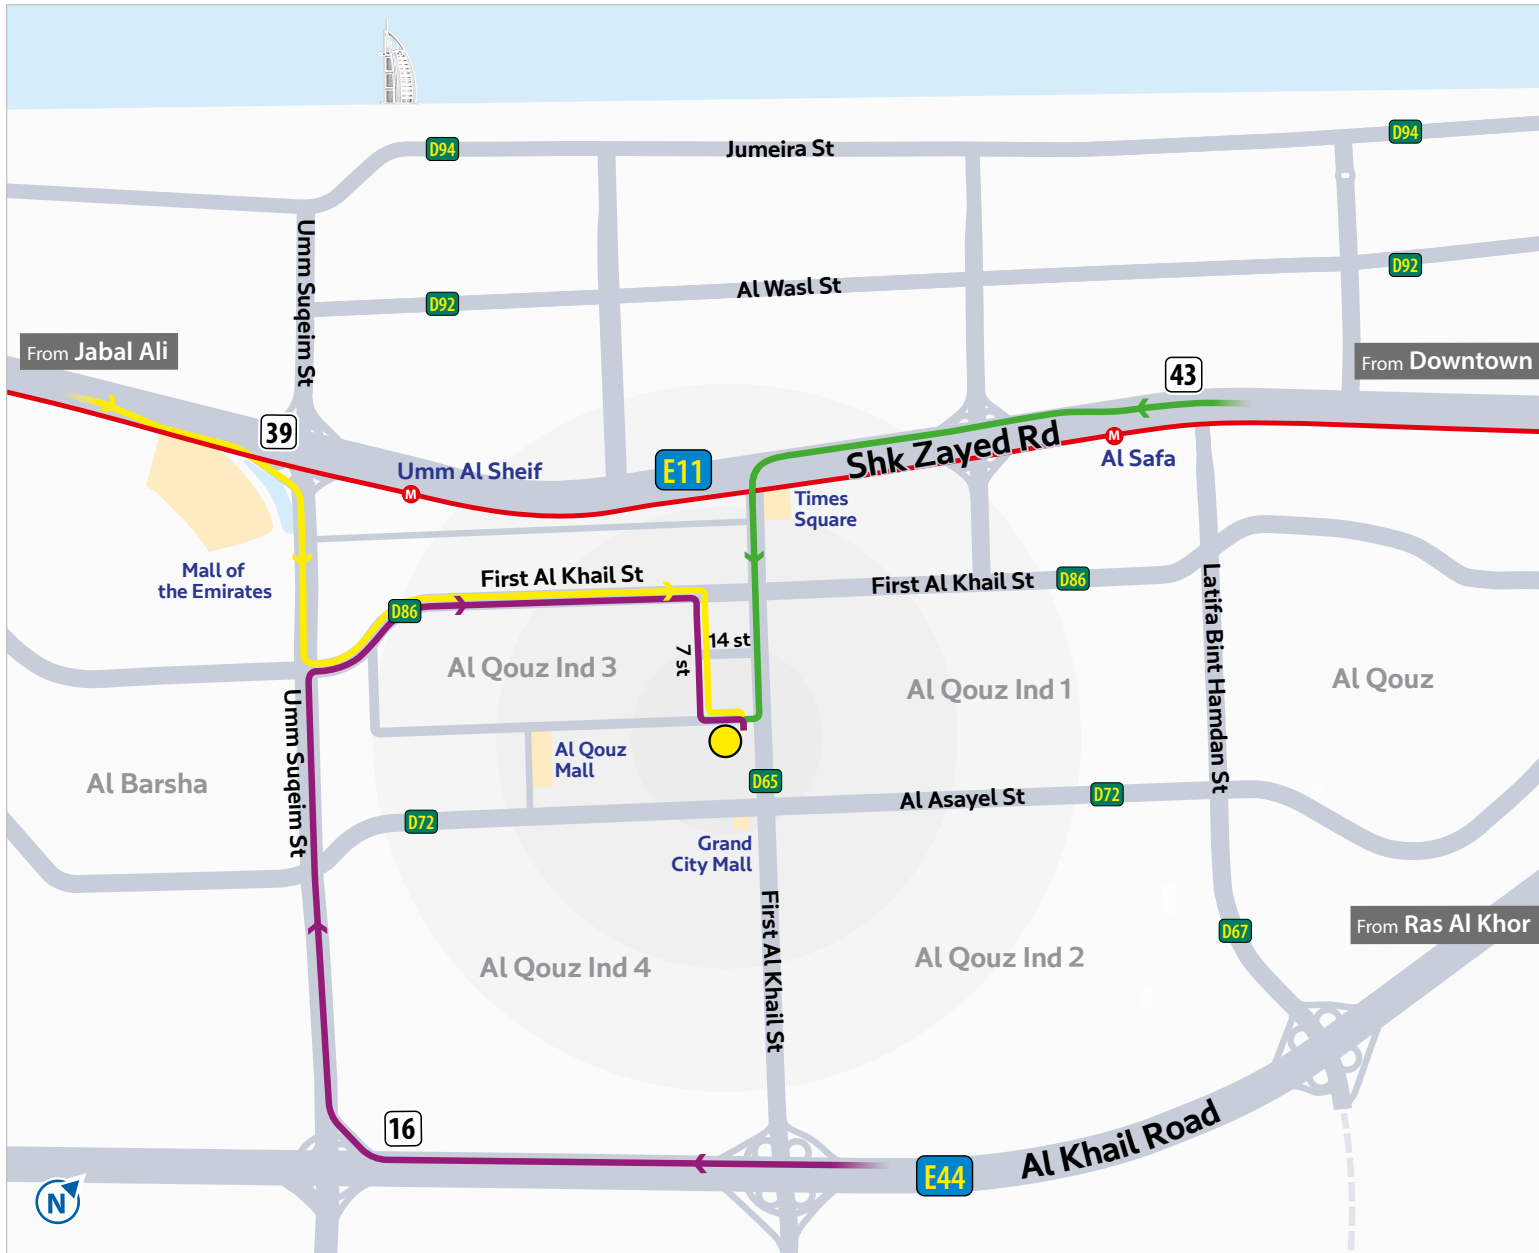 D94
Jumeira St
D94
Umm Suqeim St
D92
Al Wasl St
D92
From Jabal Ali
From Downtown
43
39
Shk Zayed Rd
E11
Umm Al Sheif
M
M
Al Safa
Times
Square
Mall of
the Emirates
First Al Khail St
D86
First Al Khail St
D86
14 st
7 st
Latifa Bint Hamdan St
Al Qouz Ind 3
Al Qouz Ind 1
Al Qouz
Umm Suqeim St
Al Barsha
Al Qouz
Mall
D65
D72
Al Asayel St
D72
Grand
City Mall
First Al Khail St
D67
From Ras Al Khor
Al Qouz Ind 4
Al Qouz Ind 2
16
Al Khail Road
E44
N